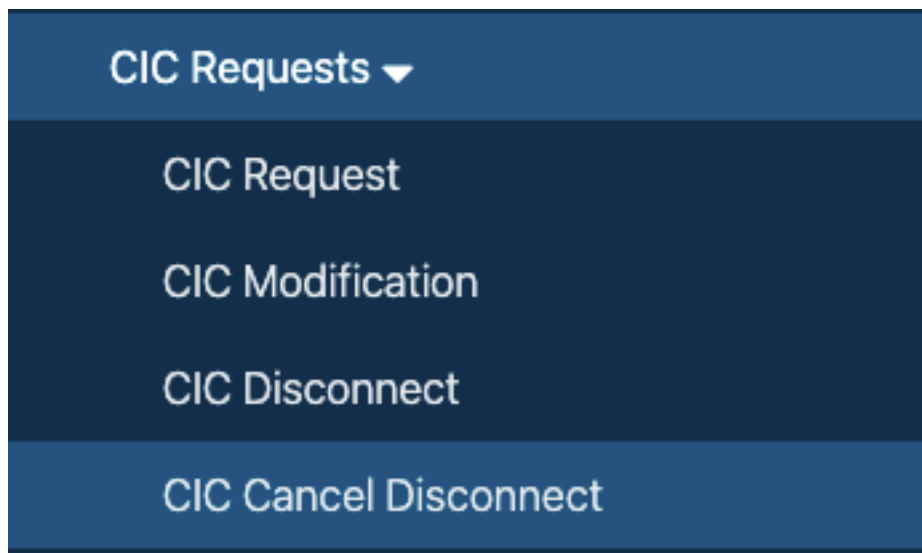 CIC Requests
CIC Request
CIC Modification
CIC Disconnect
CIC Cancel Disconnect